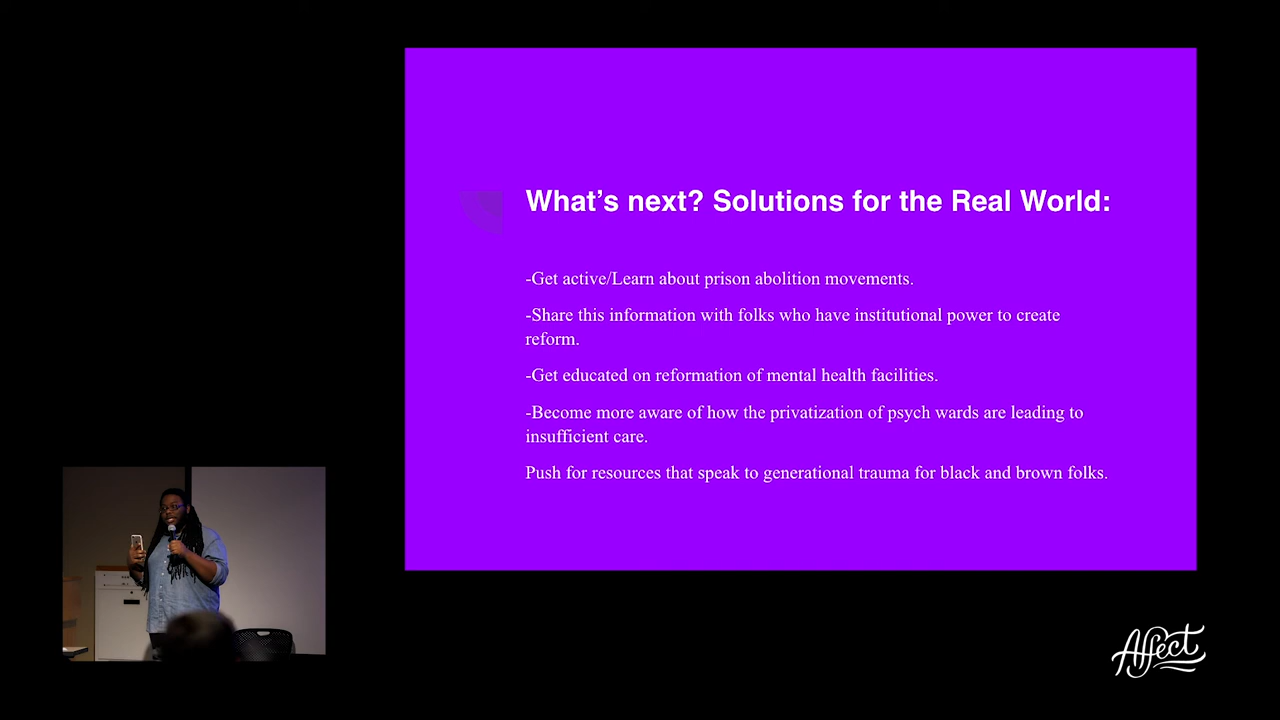 What’s next? Solutions for the Real World:
-Get active/Learn about prison abolition movements.
-Share this information with folks who have institutional power to create
reform.
-Get educated on reformation of mental health facilities.
-Become more aware of how the privatization of psych wards are leading to
insufficient care.
Push for resources that speak to generational trauma for black and brown folks.
Affect